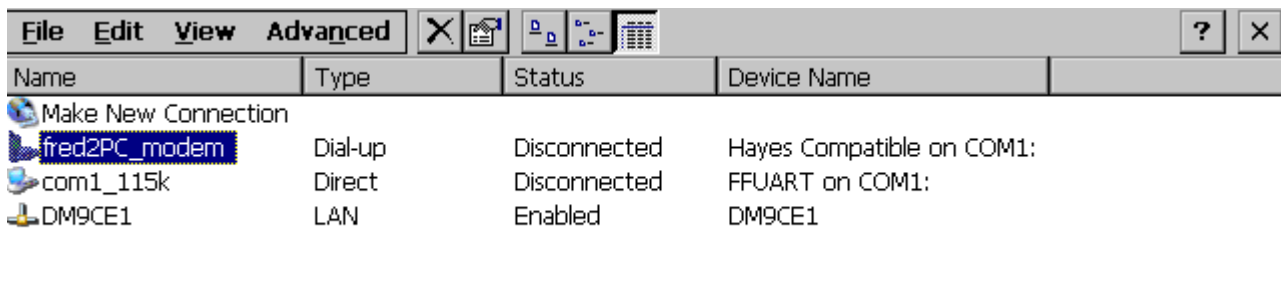 File Edit View Advanced ? ×
Name Type Status Device Name
Make New Connection
fred2PC_modem Dial-up Disconnected Hayes Compatible on COM1:
com1_115k Direct Disconnected FFUART on COM1:
DM9CE1 LAN Enabled DM9CE1